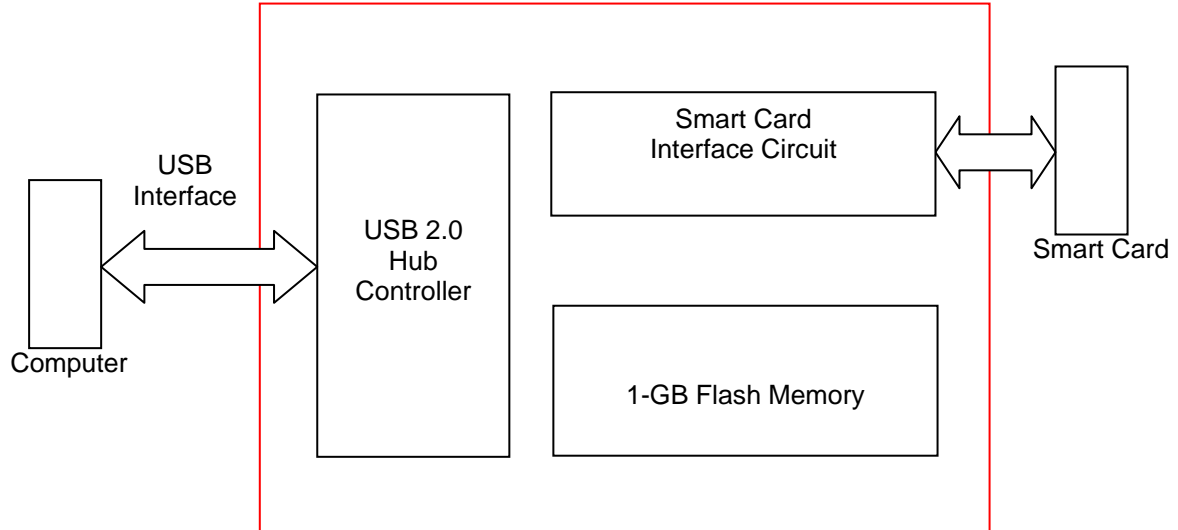 USB
Interface
Computer
USB 2.0
Hub
Controller
Smart Card
Interface Circuit
1-GB Flash Memory
Smart Card